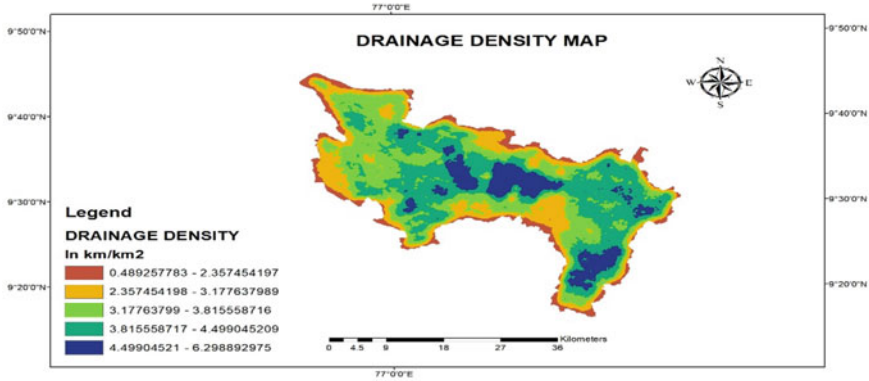 77°0'0"E
9°50'0"N
9°50'0"N
DRAINAGE DENSITY MAP
N
W E
S
9°40'0"N
9°40'0"N
9°30'0"N
9°30'0"N
Legend
DRAINAGE DENSITY
In km/km2
0.489257783 - 2.357454197
9°20'0"N
9°20'0"N
2.357454198 - 3.177637989
3.17763799 - 3.815558716
3.815558717 - 4.499045209
4.49904521 - 6.298892975
Kilometers
0 4.5 9 18 27 36
77°0'0"E